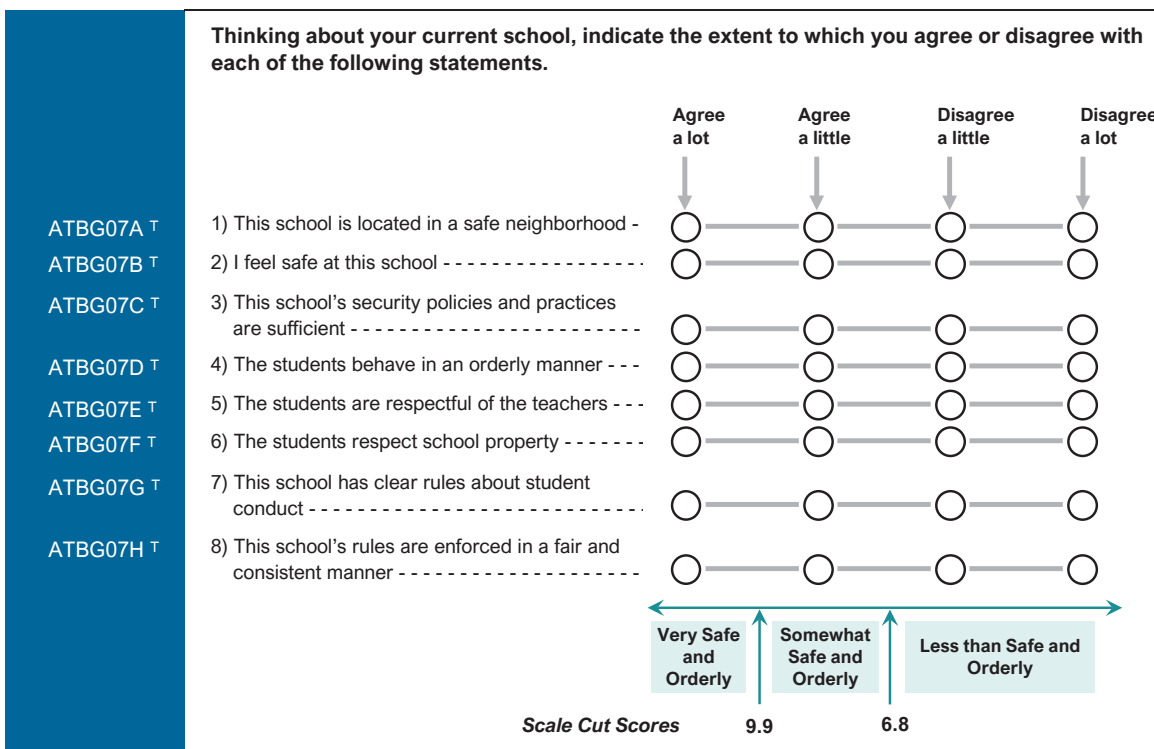 Thinking about your current school, indicate the extent to which you agree or disagree with
each of the following statements.
Agree a lot
Agree a little
Disagree a little
Disagree a lot
ATBG07A ᵀ 1) This school is located in a safe neighborhood -
ATBG07B ᵀ 2) I feel safe at this school - - - - - - - - - - - - - - - - -
ATBG07C ᵀ 3) This school's security policies and practices
are sufficient - - - - - - - - - - - - - - - - - - - - - - - - -
ATBG07D ᵀ 4) The students behave in an orderly manner - - -
ATBG07E ᵀ 5) The students are respectful of the teachers - - -
ATBG07F ᵀ 6) The students respect school property - - - - - - -
ATBG07G ᵀ 7) This school has clear rules about student
conduct - - - - - - - - - - - - - - - - - - - - - - - - - - - - -
ATBG07H ᵀ 8) This school's rules are enforced in a fair and
consistent manner - - - - - - - - - - - - - - - - - - - - -
Very Safe
and
Orderly
Somewhat
Safe and
Orderly
Less than Safe and
Orderly
Scale Cut Scores 9.9 6.8